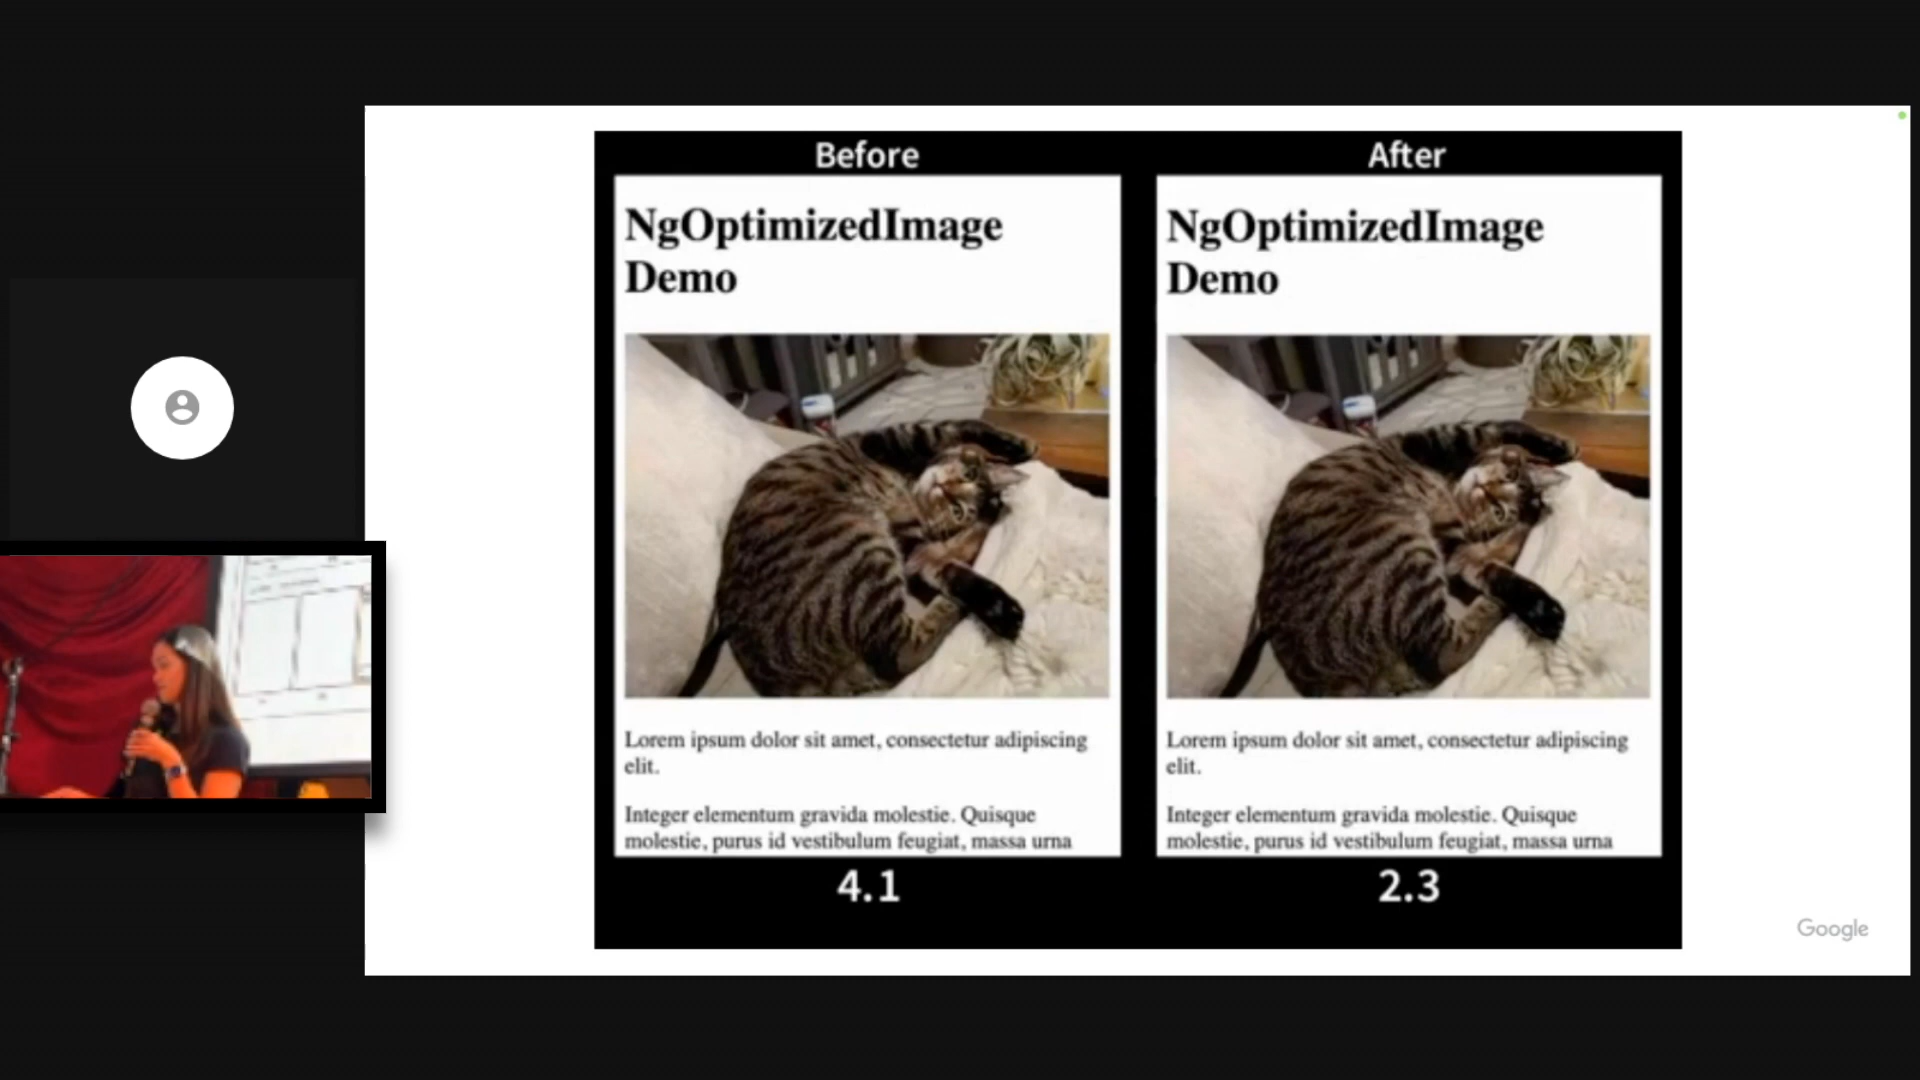 Before
NgOptimizedImage
Demo
Lorem ipsum dolor sit amet, consectetur adipiscing
elit.
Integer elementum gravida molestie. Quisque
molestie, purus id vestibulum feugiat, massa urna
4.1
After
NgOptimizedImage
Demo
Lorem ipsum dolor sit amet, consectetur adipiscing
elit.
Integer elementum gravida molestie. Quisque
molestie, purus id vestibulum feugiat, massa urna
2.3
Google